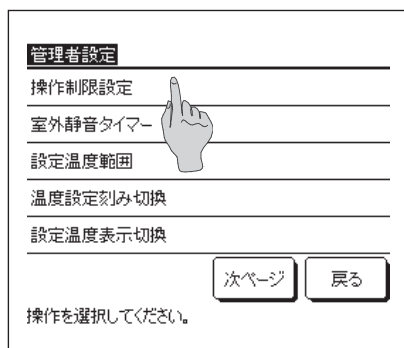 管理者設定
操作制限設定
室外静音タイマー
設定温度範囲
温度設定刻み切換
設定温度表示切換
次ページ 戻る
操作を選択してください。